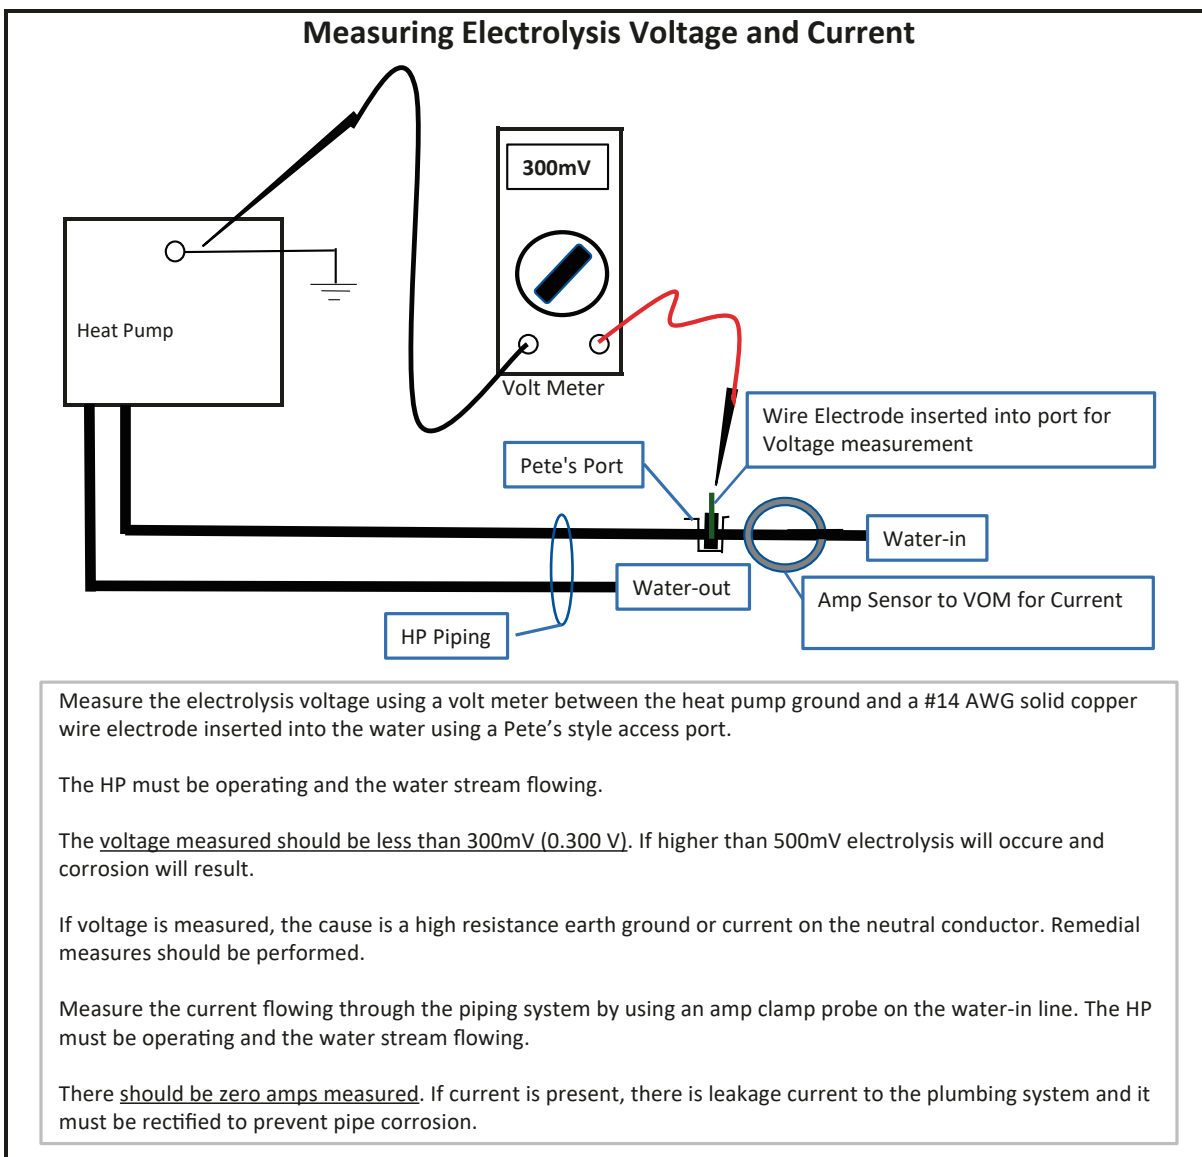 Measuring Electrolysis Voltage and Current
300mV
Heat Pump
Volt Meter
Wire Electrode inserted into port for
Voltage measurement
Pete's Port
Water-in
Water-out
Amp Sensor to VOM for Current
HP Piping
Measure the electrolysis voltage using a volt meter between the heat pump ground and a #14 AWG solid copper
wire electrode inserted into the water using a Pete’s style access port.
The HP must be operating and the water stream flowing.
The voltage measured should be less than 300mV (0.300 V). If higher than 500mV electrolysis will occure and
corrosion will result.
If voltage is measured, the cause is a high resistance earth ground or current on the neutral conductor. Remedial
measures should be performed.
Measure the current flowing through the piping system by using an amp clamp probe on the water-in line. The HP
must be operating and the water stream flowing.
There should be zero amps measured. If current is present, there is leakage current to the plumbing system and it
must be rectified to prevent pipe corrosion.